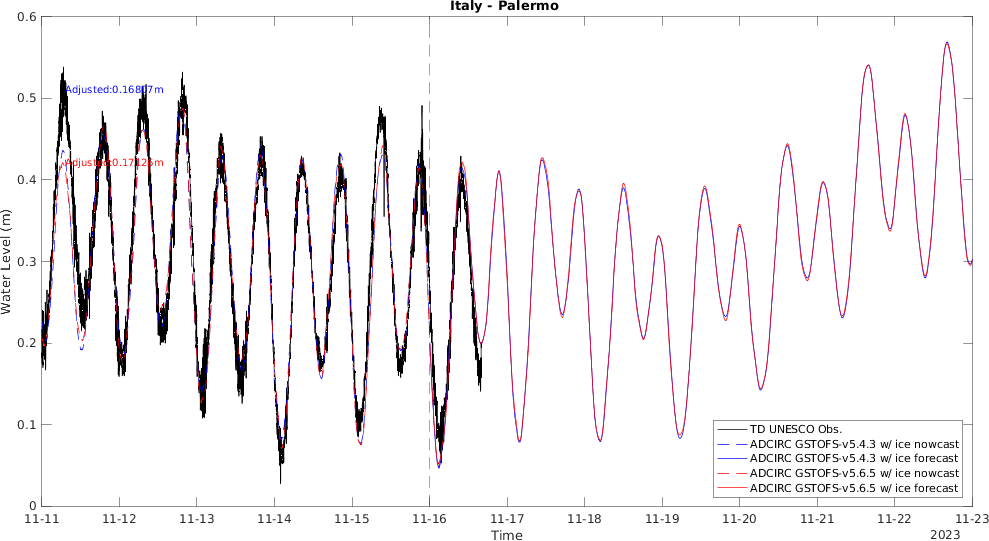 Italy - Palermo
Water Level (m)
0.6
0.5
0.4
0.3
0.2
0.1
0
Adjusted:0.16807m
Adjusted:0.17126m
TD UNESCO Obs.
ADCIRC GSTOFS-v5.4.3 w/ ice nowcast
ADCIRC GSTOFS-v5.4.3 w/ ice forecast
ADCIRC GSTOFS-v5.6.5 w/ ice nowcast
ADCIRC GSTOFS-v5.6.5 w/ ice forecast
11-11 11-12 11-13 11-14 11-15 11-16 11-17 11-18 11-19 11-20 11-21 11-22 11-23
Time
2023